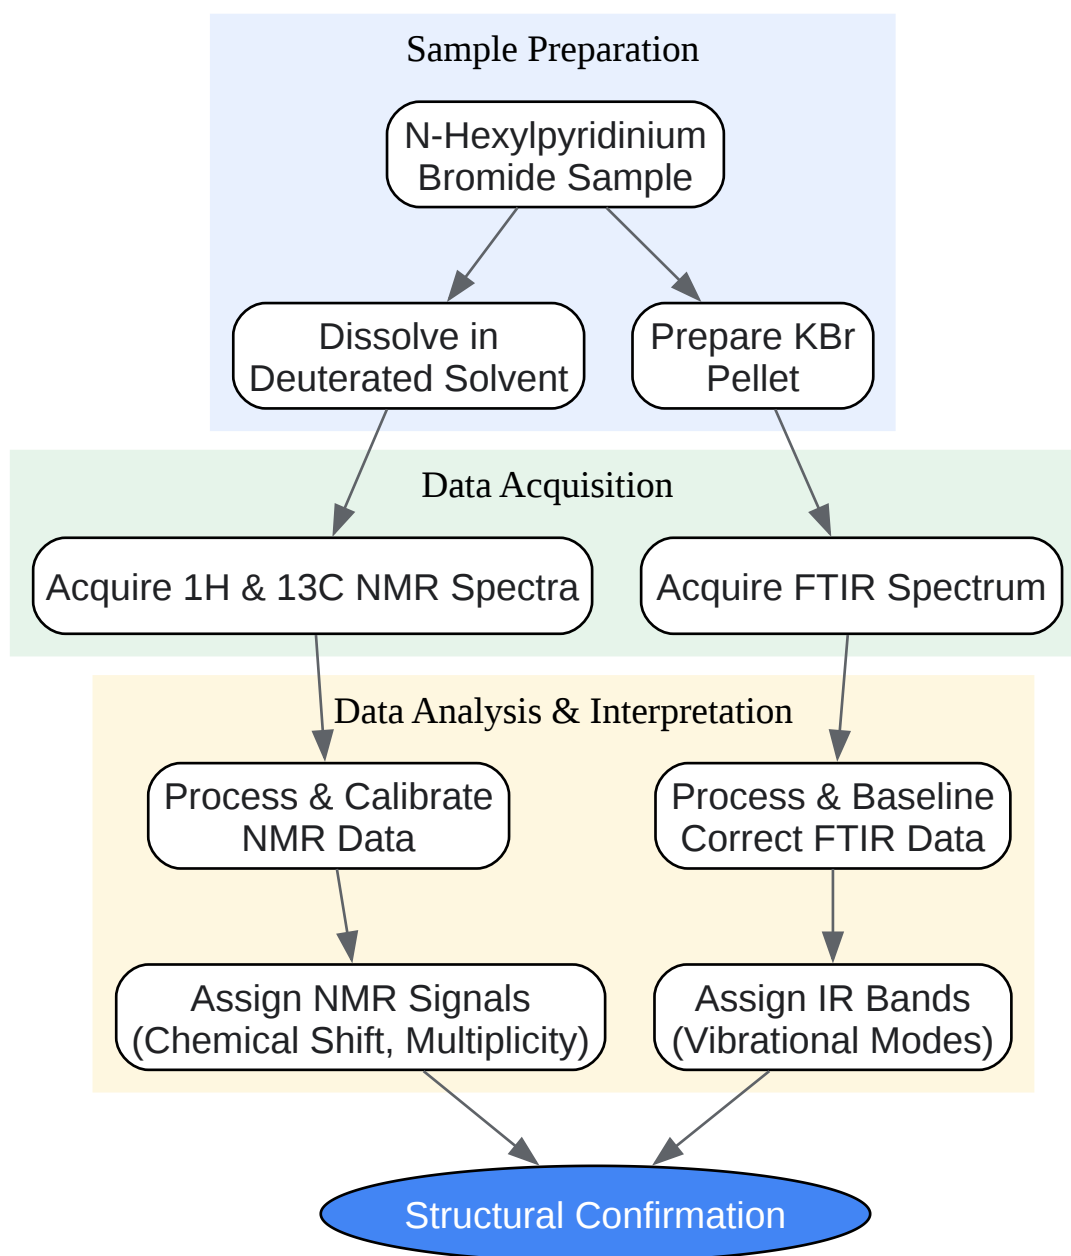 Sample Preparation
N-Hexylpyridinium
Bromide Sample
Dissolve in
Deuterated Solvent
Prepare KBr
Pellet
Data Acquisition
Acquire 1H & 13C NMR Spectra
Acquire FTIR Spectrum
Data Analysis & Interpretation
Process & Calibrate
NMR Data
Process & Baseline
Correct FTIR Data
Assign NMR Signals
(Chemical Shift, Multiplicity)
Assign IR Bands
(Vibrational Modes)
Structural Confirmation